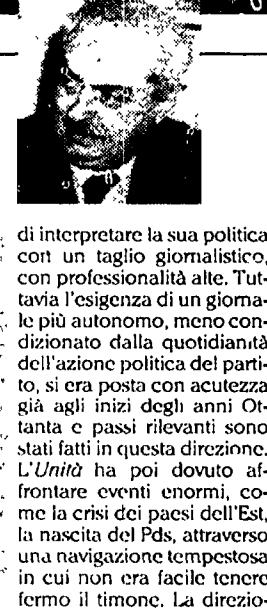 di interpretare la sua politica
con un taglio giornalistico,
con professionalità alte. Tut-
tavia l'esigenza di un giorna-
le più autonomo, meno con-
dizionato dalla quotidianità
dell'azione politica del parti-
to, si era posta con acutezza
già agli inizi degli anni Ot-
tanta e passi rilevanti sono
stati fatti in questa direzione.
L'Unità ha poi dovuto af-
frontare eventi enormi, co-
me la crisi dei paesi dell'Est,
la nascita del Pds, attraverso
una navigazione tempestosa
in cui non era facile tenere
fermo il timone. La direzio-